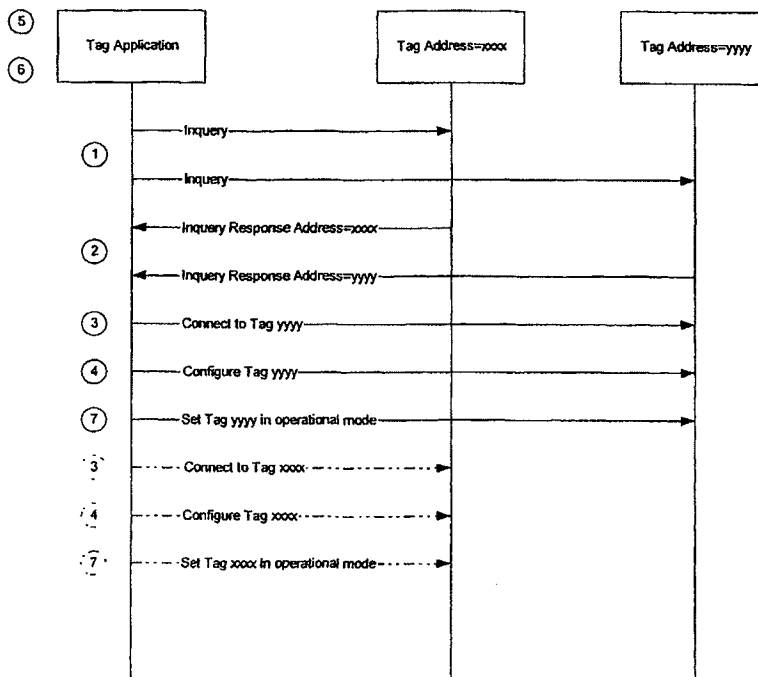 5
6
Tag Application
Tag Address=xxxx
Tag Address=yyyy
Inquery
1
Inquery
Inquery Response Address=xxxx
2
Inquery Response Address=yyyy
3 Connect to Tag yyyy
4 Configure Tag yyyy
7 Set Tag yyyy in operational mode
3 Connect to Tag xxxx
4 Configure Tag xxxx
7 Set Tag xxxx in operational mode